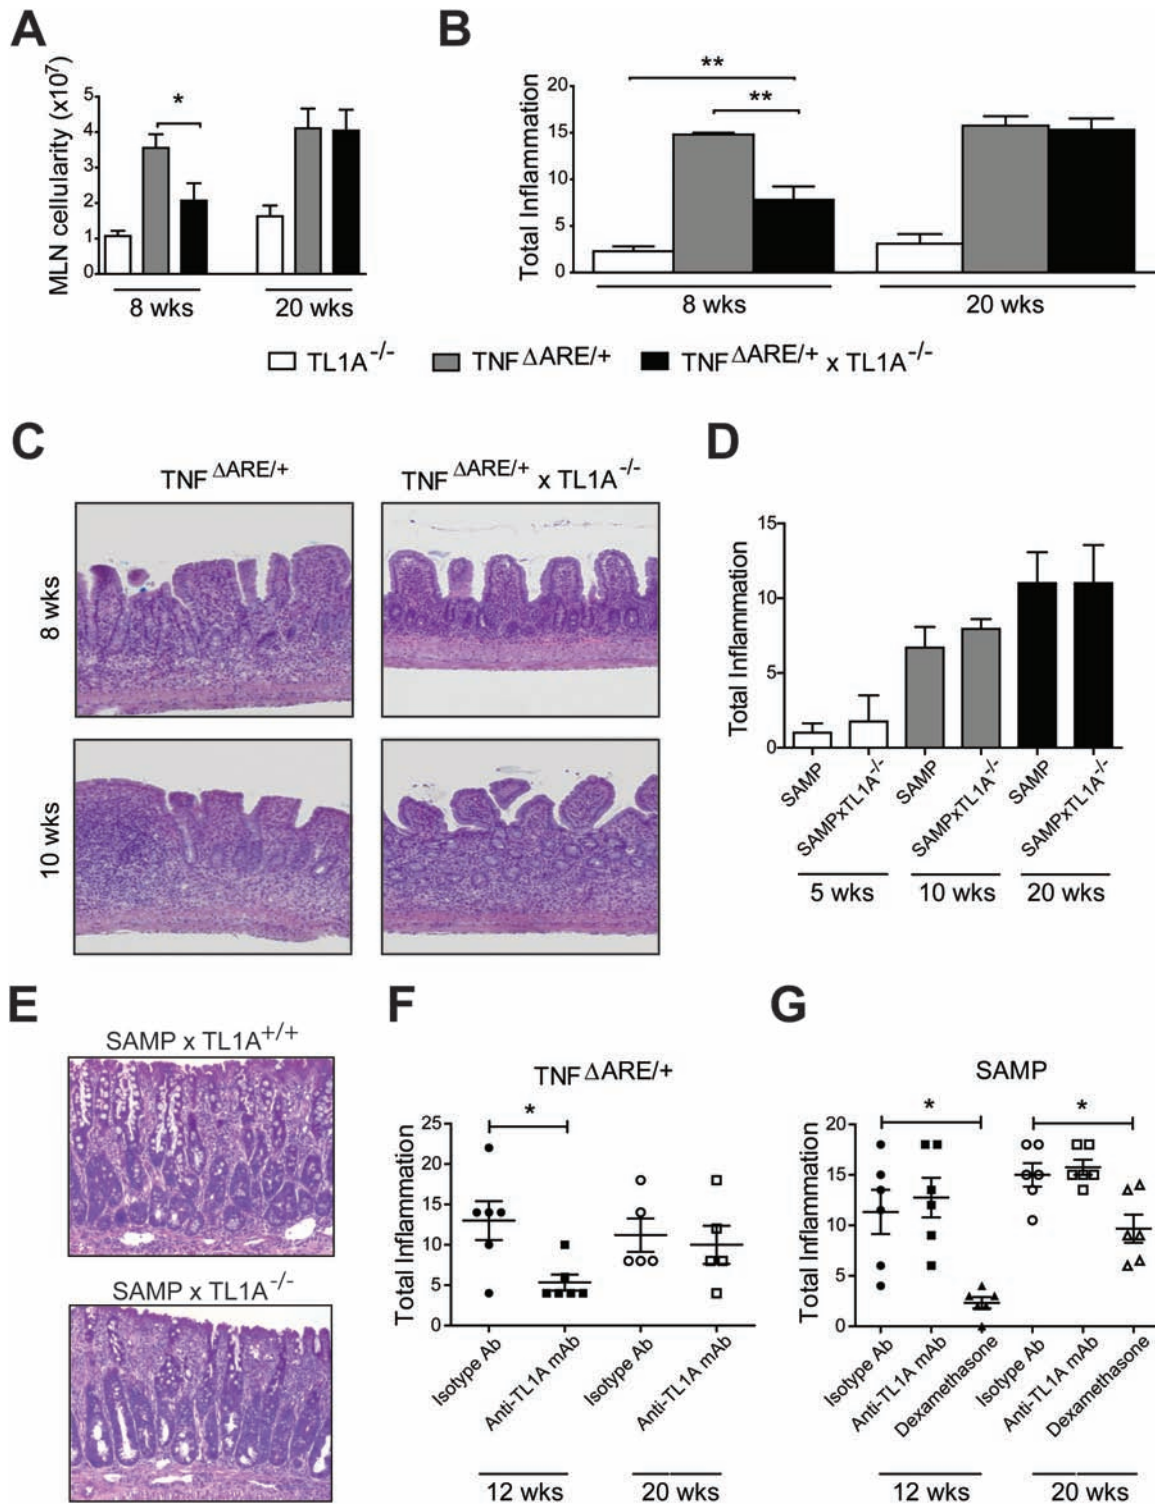 A
MLN cellularity (x10⁷)
5
4
3
2
1
0
*
8 wks
20 wks
B
Total Inflammation
20
15
10
5
0
**
**
8 wks
20 wks
TL1A⁻/⁻
TNF ΔARE/+
TNF ΔARE/+ x TL1A⁻/⁻
C
TNF ΔARE/+
TNF ΔARE/+ x TL1A⁻/⁻
8 wks
10 wks
D
Total Inflammation
15
10
5
0
SAMP
SAMPxTL1A⁻/⁻
SAMP
SAMPxTL1A⁻/⁻
SAMP
SAMPxTL1A⁻/⁻
5 wks
10 wks
20 wks
E
SAMP x TL1A⁺/⁺
SAMP x TL1A⁻/⁻
F
TNF ΔARE/+
Total Inflammation
25
20
15
10
5
0
*
Isotype Ab
Anti-TL1A mAb
Isotype Ab
Anti-TL1A mAb
12 wks
20 wks
G
SAMP
Total Inflammation
20
15
10
5
0
*
*
Isotype Ab
Anti-TL1A mAb
Dexamethasone
Isotype Ab
Anti-TL1A mAb
Dexamethasone
12 wks
20 wks